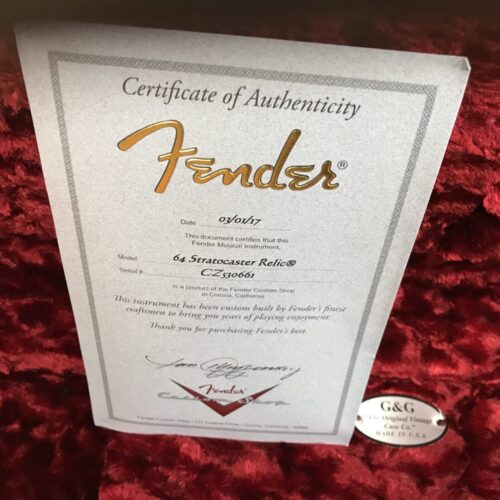 Certificate of Authenticity
Fender®
Date 03/01/17
This document certifies that this
Fender Musical Instrument,
Model 64 Stratocaster Relic®
Serial # CZ530661
is a product of the Fender Custom Shop
in Corona, California
This instrument has been custom built by Fender's finest
craftsmen to bring you years of playing enjoyment.
Thank you for purchasing Fender's best.
Fender
Custom Shop
G&G
"The Original Vintage
Case Co."
MADE IN U.S.A.